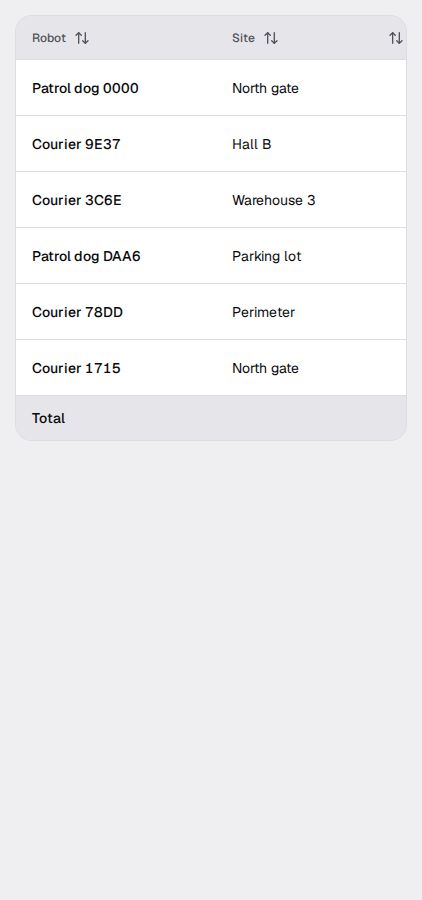 Robot Site
Patrol dog 0000 North gate
Courier 9E37 Hall B
Courier 3C6E Warehouse 3
Patrol dog DAA6 Parking lot
Courier 78DD Perimeter
Courier 1715 North gate
Total